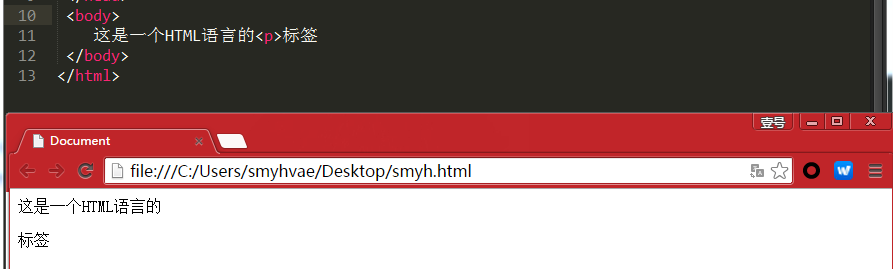 10 <body>
11 这是一个HTML语言的<p>标签
12 </body>
13 </html>
壹号
Document
file:///C:/Users/smyhvae/Desktop/smyh.html
W
这是一个HTML语言的
标签